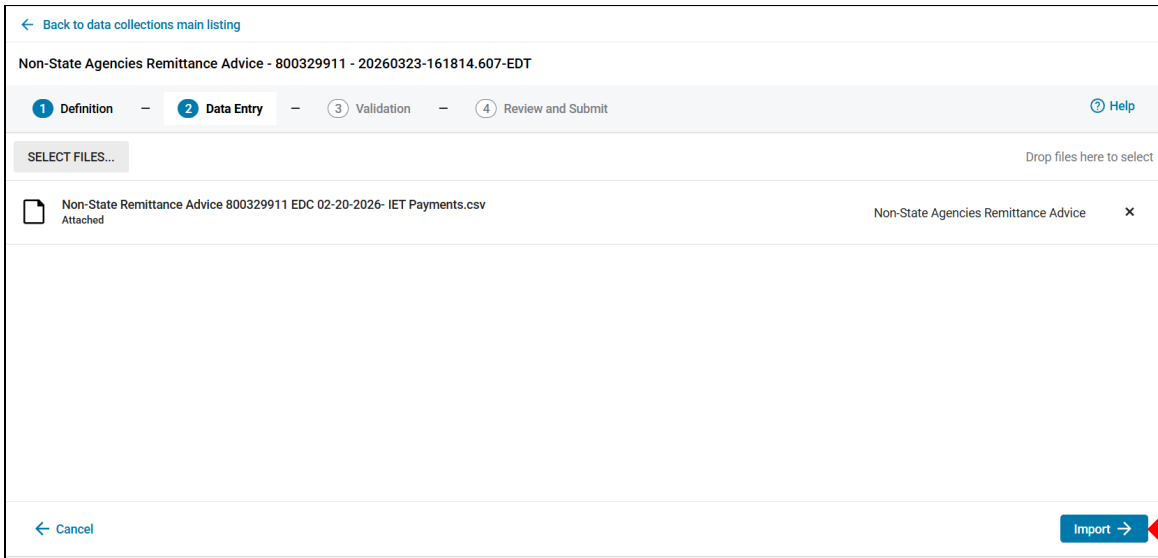 ← Back to data collections main listing
Non-State Agencies Remittance Advice - 800329911 - 20260323-161814.607-EDT
1 Definition – 2 Data Entry – 3 Validation – 4 Review and Submit ? Help
SELECT FILES... Drop files here to select
Non-State Remittance Advice 800329911 EDC 02-20-2026- IET Payments.csv
Attached
Non-State Agencies Remittance Advice ×
← Cancel Import →